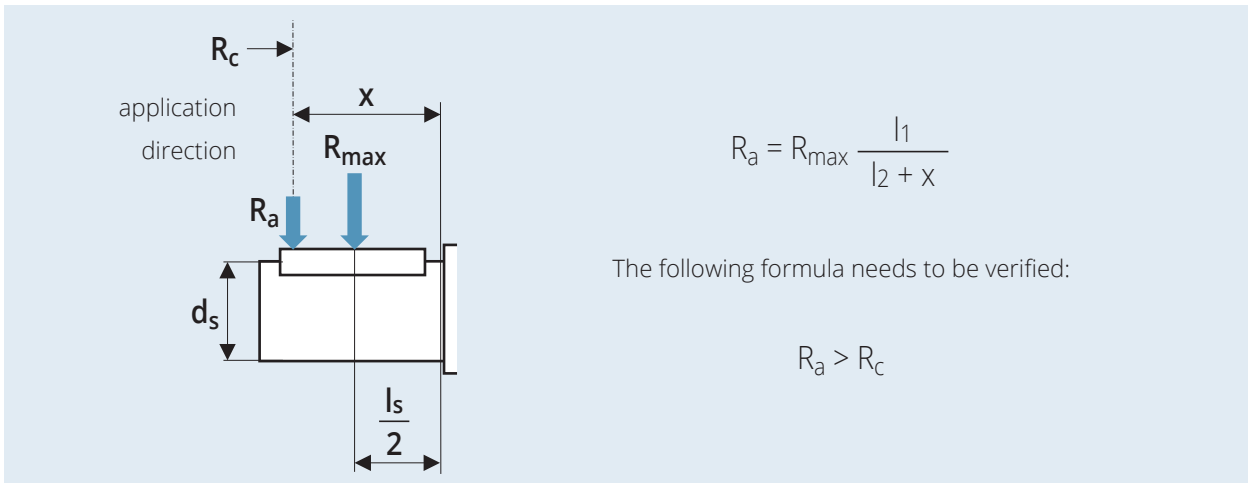 Rc
application
direction
x
Rmax
Ra
ds
ls
2
Ra = Rmax l1
l2 + x
The following formula needs to be verified:
Ra > Rc